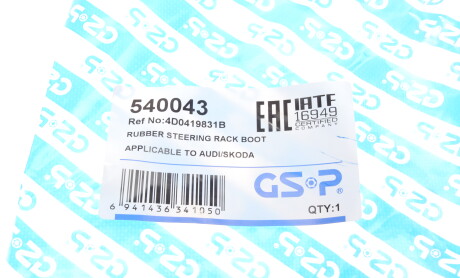 540043
Ref No:4D0419831B
RUBBER STEERING RACK BOOT
APPLICABLE TO AUDI/SKODA
EAC
IATF
16949
CERTIFIED
COMPANY
6 941436 341050
GSP
QTY:1